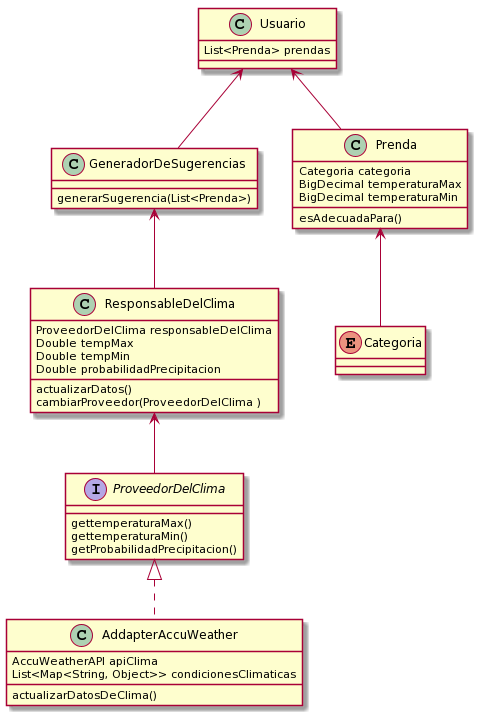 C Usuario
List<Prenda> prendas
C GeneradorDeSugerencias
generarSugerencia(List<Prenda>)
C Prenda
Categoria categoria
BigDecimal temperaturaMax
BigDecimal temperaturaMin
esAdecuadaPara()
C ResponsableDelClima
ProveedorDelClima responsableDelClima
Double tempMax
Double tempMin
Double probabilidadPrecipitacion
actualizarDatos()
cambiarProveedor(ProveedorDelClima )
E Categoria
I ProveedorDelClima
gettemperaturaMax()
gettemperaturaMin()
getProbabilidadPrecipitacion()
C AddapterAccuWeather
AccuWeatherAPI apiClima
List<Map<String, Object>> condicionesClimaticas
actualizarDatosDeClima()